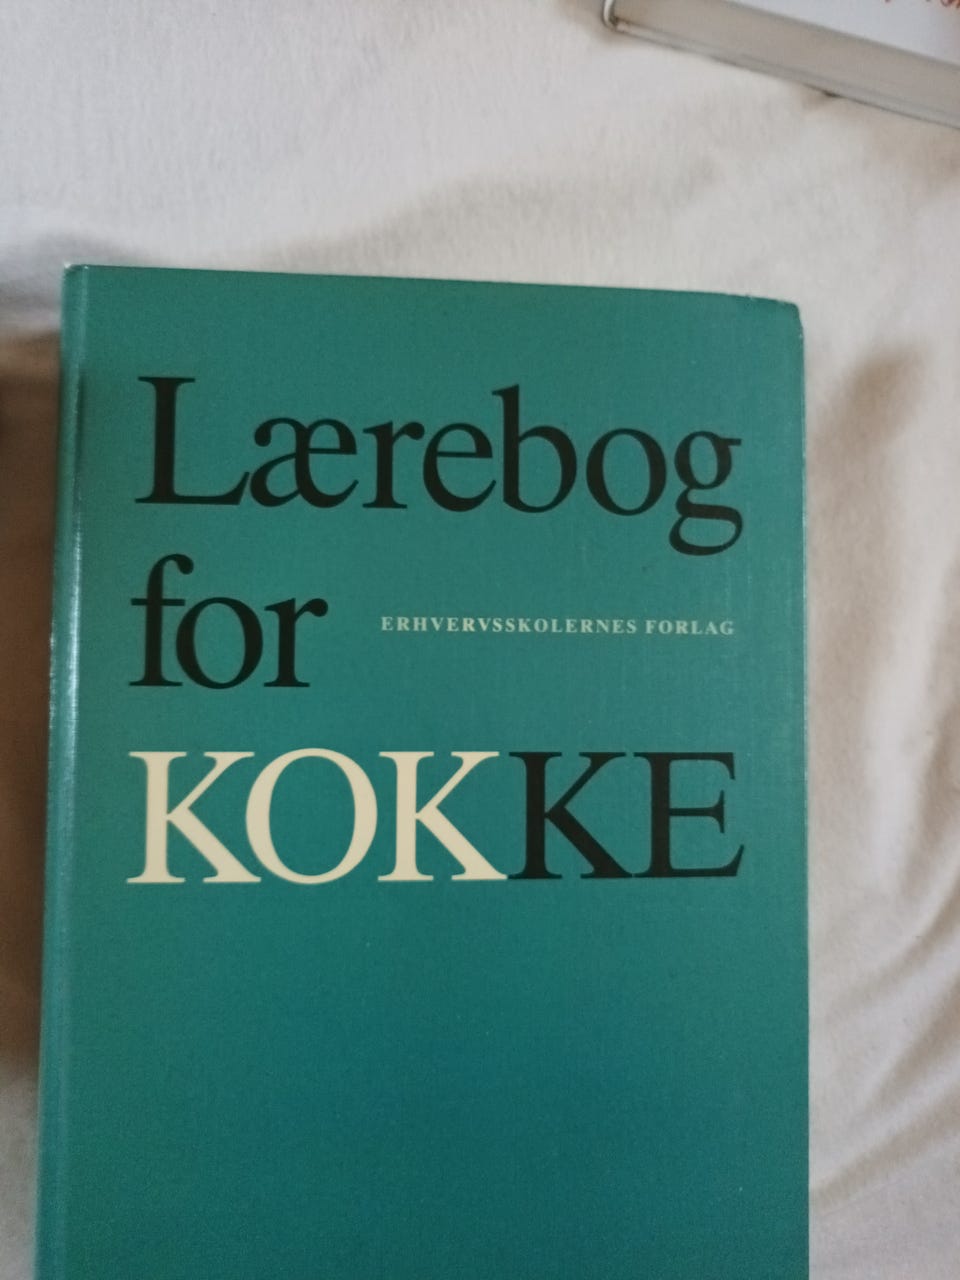 Lærebog
for
ERHVERVSSKOLERNES FORLAG
KOKKE